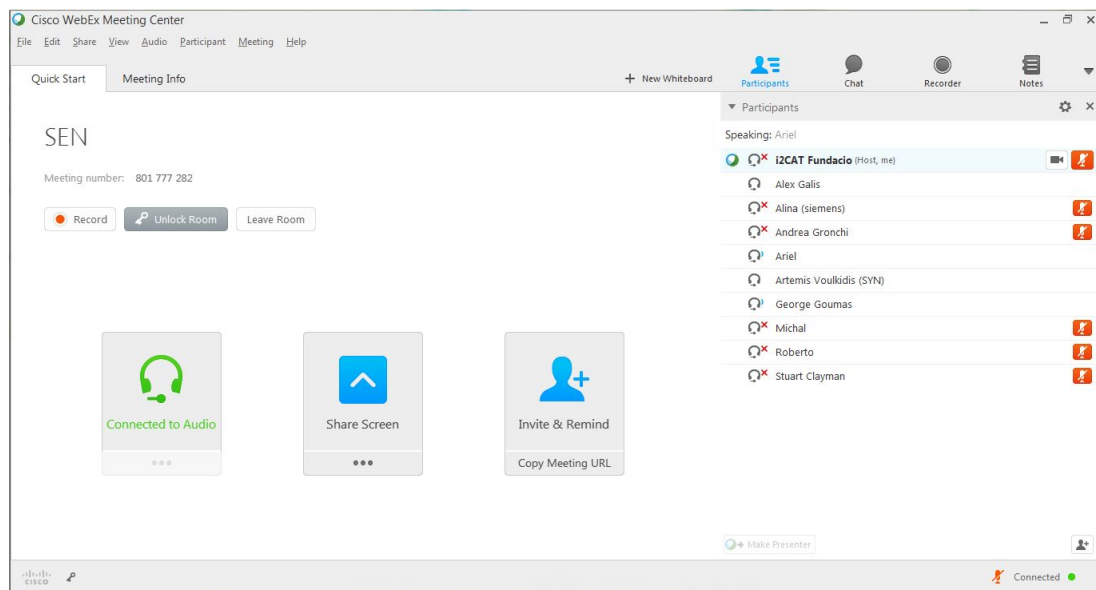 Cisco WebEx Meeting Center
File Edit Share View Audio Participant Meeting Help
Quick Start Meeting Info + New Whiteboard
Participants Chat Recorder Notes
Participants
Speaking: Ariel
SEN
Meeting number: 801 777 282
Record Unlock Room Leave Room
i2CAT Fundacio (Host, me)
Alex Galis
Alina (siemens)
Andrea Gronchi
Ariel
Artemis Voulkidis (SYN)
George Goumas
Michal
Roberto
Stuart Clayman
Connected to Audio
Share Screen
Invite & Remind
Copy Meeting URL
Make Presenter
CISCO
Connected